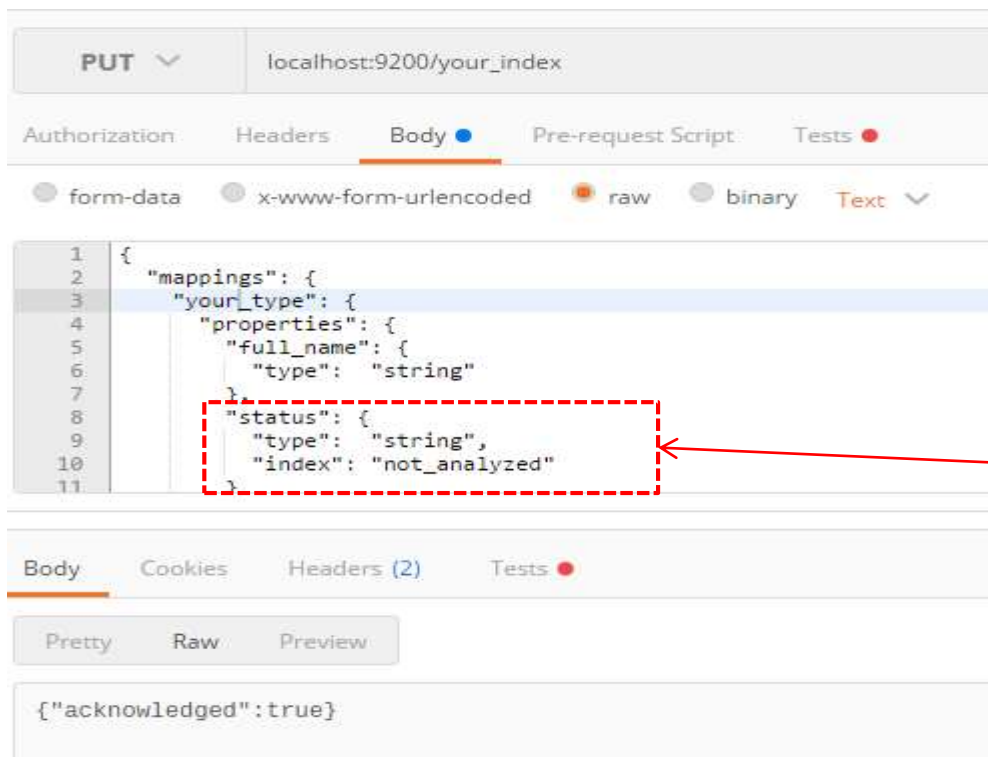 PUT localhost:9200/your_index
Authorization Headers Body Pre-request Script Tests
form-data x-www-form-urlencoded raw binary Text
1 {
2 "mappings": {
3 "your_type": {
4 "properties": {
5 "full_name": {
6 "type": "string"
7 },
8 "status": {
9 "type": "string",
10 "index": "not_analyzed"
11 }
Body Cookies Headers (2) Tests
Pretty Raw Preview
{"acknowledged":true}